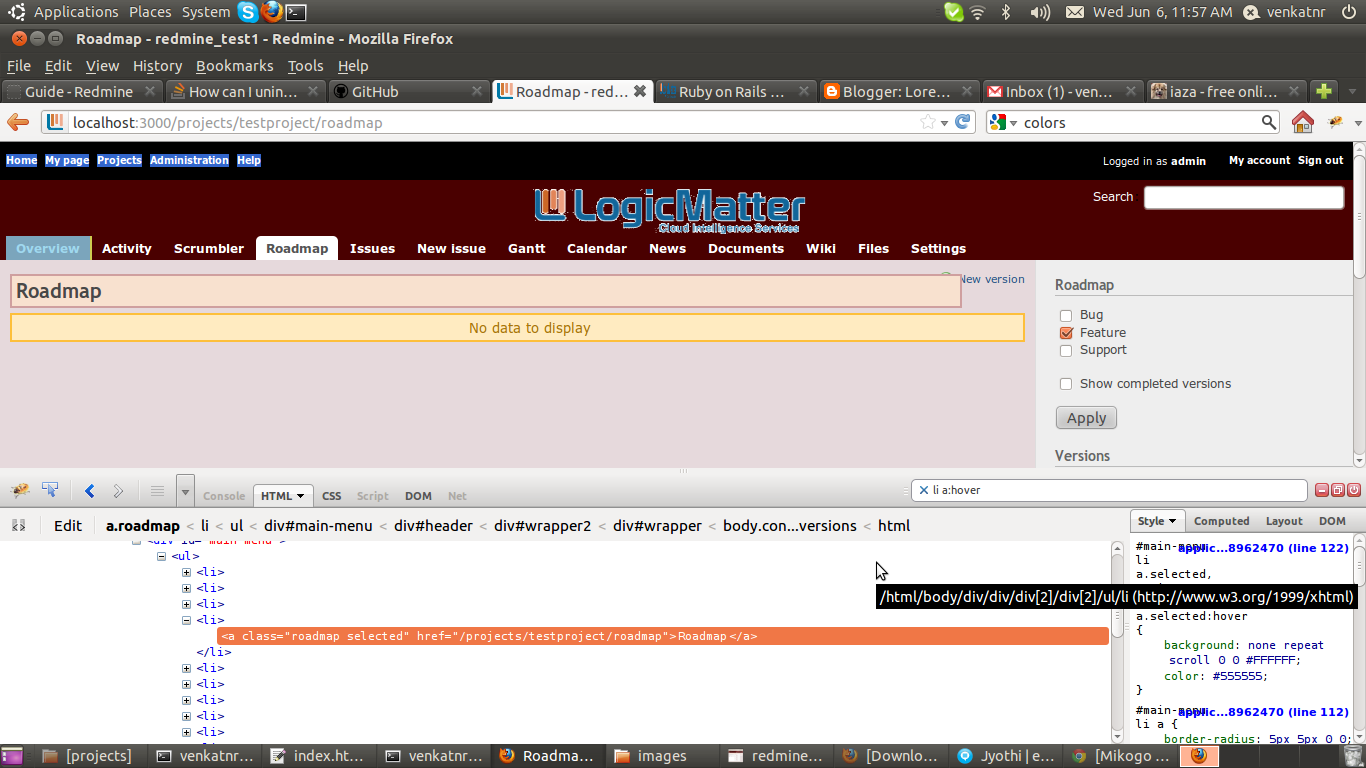 Applications Places System Wed Jun 6, 11:57 AM venkatnr
Roadmap - redmine_test1 - Redmine - Mozilla Firefox
File Edit View History Bookmarks Tools Help
Guide - Redmine How can I unin... GitHub Roadmap - red... Ruby on Rails ... Blogger: Lore... Inbox (1) - ven... iaza - free onli...
localhost:3000/projects/testproject/roadmap colors
Home My page Projects Administration Help Logged in as admin My account Sign out
LogicMatter Search
Cloud Intelligence Services
Overview Activity Scrumbler Roadmap Issues New issue Gantt Calendar News Documents Wiki Files Settings
Roadmap New version
No data to display
Roadmap
Bug
Feature
Support
Show completed versions
Apply
Versions
Console HTML CSS Script DOM Net li a:hover
Edit a.roadmap < li < ul < div#main-menu < div#header < div#wrapper2 < div#wrapper < body.con...versions < html
Style Computed Layout DOM
<div id="main-menu">
<ul>
<li>
<li>
<li>
<li>
<a class="roadmap selected" href="/projects/testproject/roadmap">Roadmap</a>
</li>
<li>
<li>
<li>
<li>
<li>
/html/body/div/div/div[2]/div[2]/ul/li (http://www.w3.org/1999/xhtml)
#main-menu applic...8962470 (line 122)
li
a.selected,
a.selected:hover
{
background: none repeat
scroll 0 0 #FFFFFF;
color: #555555;
}
#main-menu applic...8962470 (line 112)
li a {
border-radius: 5px 5px 0 0;
[projects] venkatnr... index.ht... venkatnr... Roadma... images redmine... [Downlo... Jyothi | e... [Mikogo ...